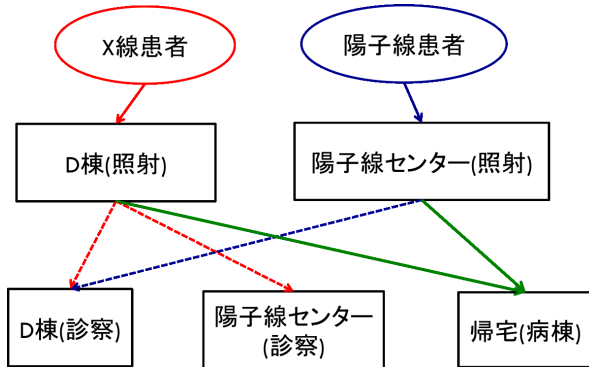 X線患者
陽子線患者
D棟(照射)
陽子線センター(照射)
D棟(診察)
陽子線センター
(診察)
帰宅(病棟)